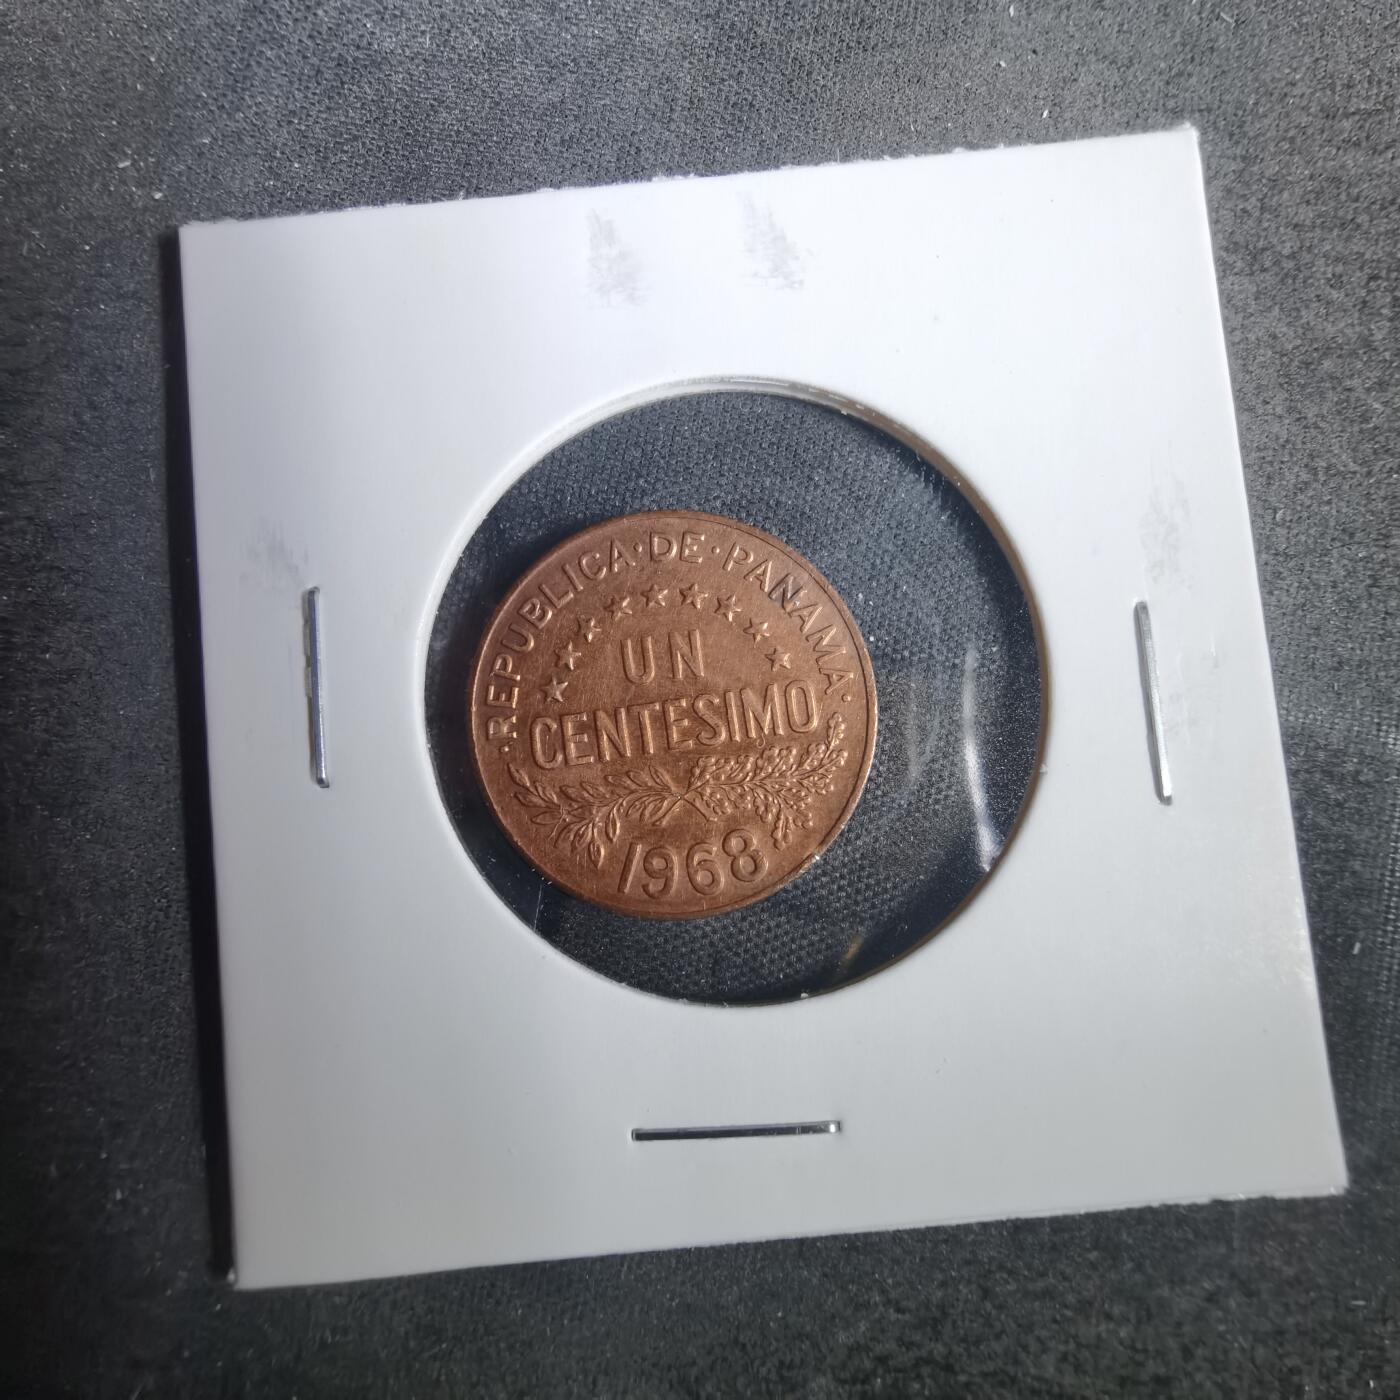 ·REPUBLICA·DE·PANAMA·
UN
CENTESIMO
1968